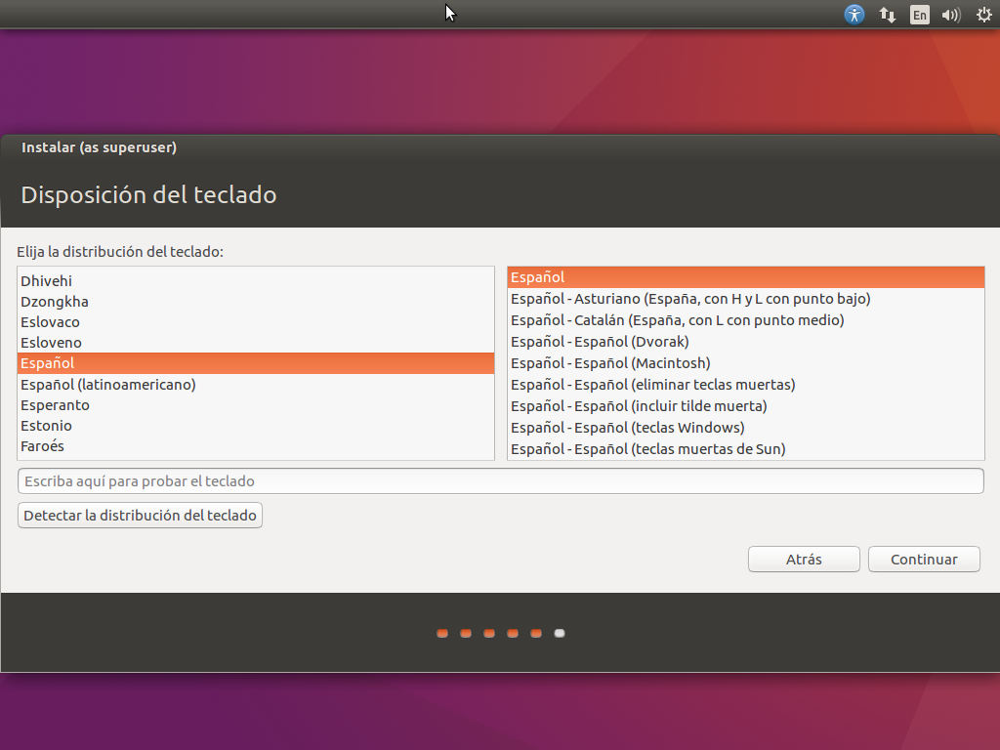 En
Instalar (as superuser)
Disposición del teclado
Elija la distribución del teclado:
Dhivehi
Dzongkha
Eslovaco
Esloveno
Español
Español (latinoamericano)
Esperanto
Estonio
Faroés
Español
Español - Asturiano (España, con H y L con punto bajo)
Español - Catalán (España, con L con punto medio)
Español - Español (Dvorak)
Español - Español (Macintosh)
Español - Español (eliminar teclas muertas)
Español - Español (incluir tilde muerta)
Español - Español (teclas Windows)
Español - Español (teclas muertas de Sun)
Escriba aquí para probar el teclado
Detectar la distribución del teclado
Atrás
Continuar